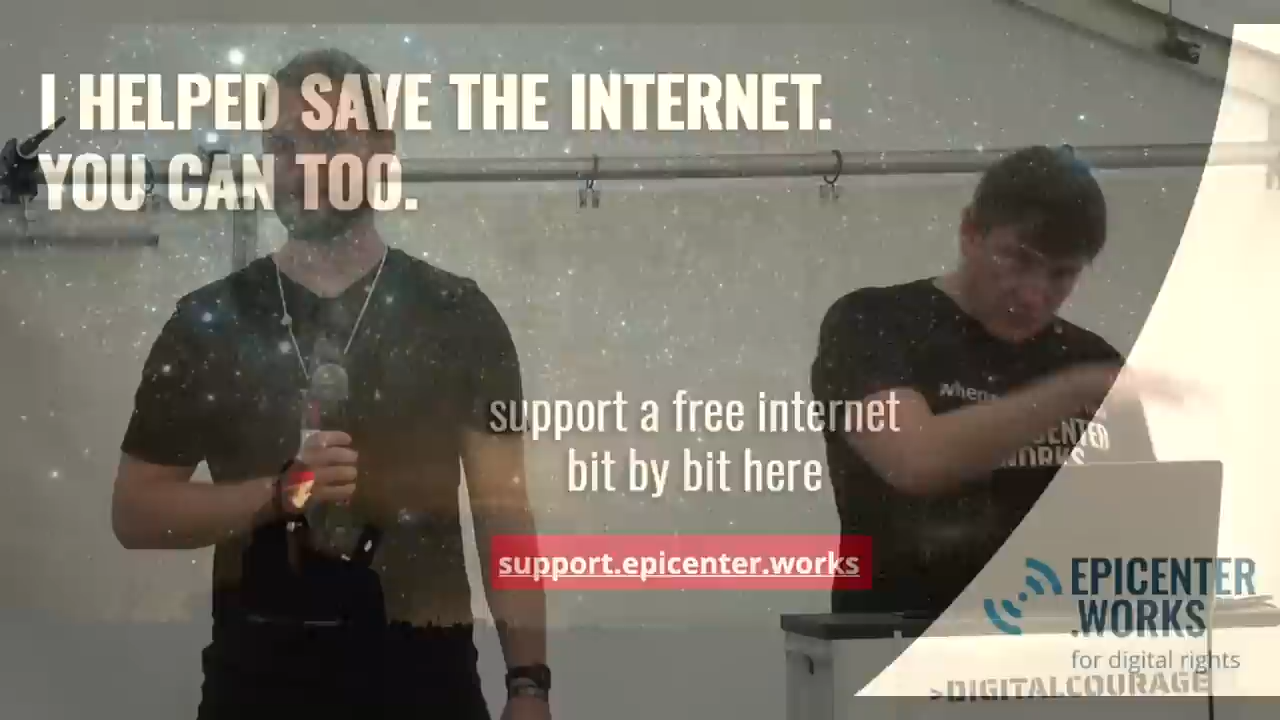 I HELPED SAVE THE INTERNET.
YOU CAN TOO.
support a free internet
bit by bit here
support.epicenter.works
EPICENTER
.WORKS
for digital rights
>DIGITALCOURAGE